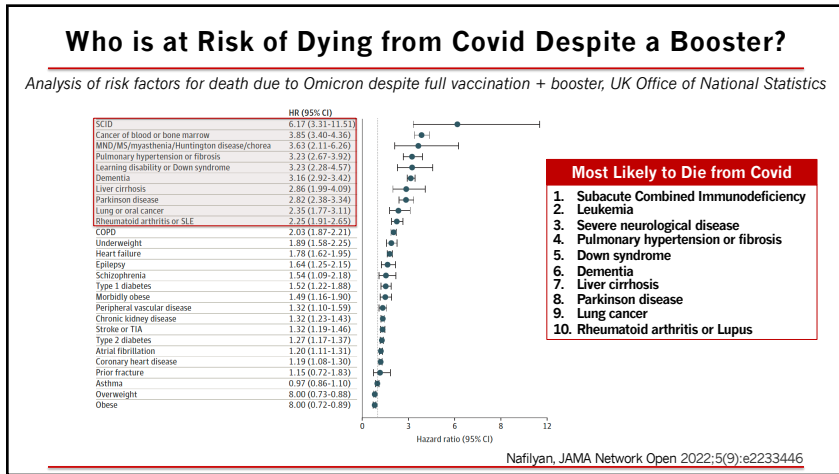 Who is at Risk of Dying from Covid Despite a Booster?
Analysis of risk factors for death due to Omicron despite full vaccination + booster, UK Office of National Statistics
HR (95% CI)
SCID 6.17 (3.31-11.51)
Cancer of blood or bone marrow 3.85 (3.40-4.36)
MND/MS/myasthenia/Huntington disease/chorea 3.63 (2.11-6.26)
Pulmonary hypertension or fibrosis 3.23 (2.67-3.92)
Learning disability or Down syndrome 3.23 (2.28-4.57)
Dementia 3.16 (2.92-3.42)
Liver cirrhosis 2.86 (1.99-4.09)
Parkinson disease 2.82 (2.38-3.34)
Lung or oral cancer 2.35 (1.77-3.11)
Rheumatoid arthritis or SLE 2.25 (1.91-2.65)
COPD 2.03 (1.87-2.21)
Underweight 1.89 (1.58-2.25)
Heart failure 1.78 (1.62-1.95)
Epilepsy 1.64 (1.25-2.15)
Schizophrenia 1.54 (1.09-2.18)
Type 1 diabetes 1.52 (1.22-1.88)
Morbidly obese 1.49 (1.16-1.90)
Peripheral vascular disease 1.32 (1.10-1.59)
Chronic kidney disease 1.32 (1.23-1.43)
Stroke or TIA 1.32 (1.19-1.46)
Type 2 diabetes 1.27 (1.17-1.37)
Atrial fibrillation 1.20 (1.11-1.31)
Coronary heart disease 1.19 (1.08-1.30)
Prior fracture 1.15 (0.72-1.83)
Asthma 0.97 (0.86-1.10)
Overweight 8.00 (0.73-0.88)
Obese 8.00 (0.72-0.89)
0 3 6 8 12
Hazard ratio (95% CI)
Most Likely to Die from Covid
1. Subacute Combined Immunodeficiency
2. Leukemia
3. Severe neurological disease
4. Pulmonary hypertension or fibrosis
5. Down syndrome
6. Dementia
7. Liver cirrhosis
8. Parkinson disease
9. Lung cancer
10. Rheumatoid arthritis or Lupus
Nafilyan, JAMA Network Open 2022;5(9):e2233446